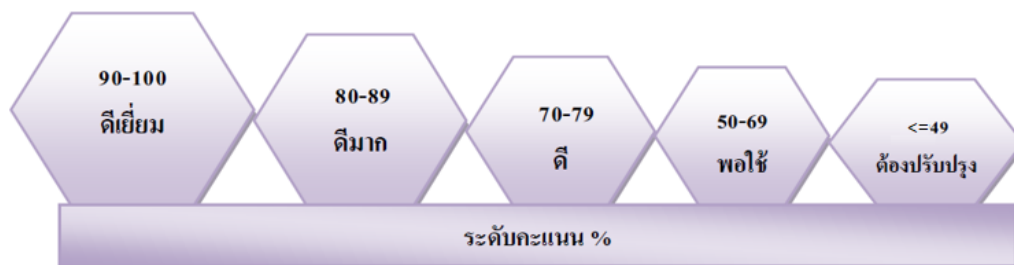 90-100
ดีเยี่ยม
80-89
ดีมาก
70-79
ดี
50-69
พอใช้
<=49
ต้องปรับปรุง
ระดับคะแนน %